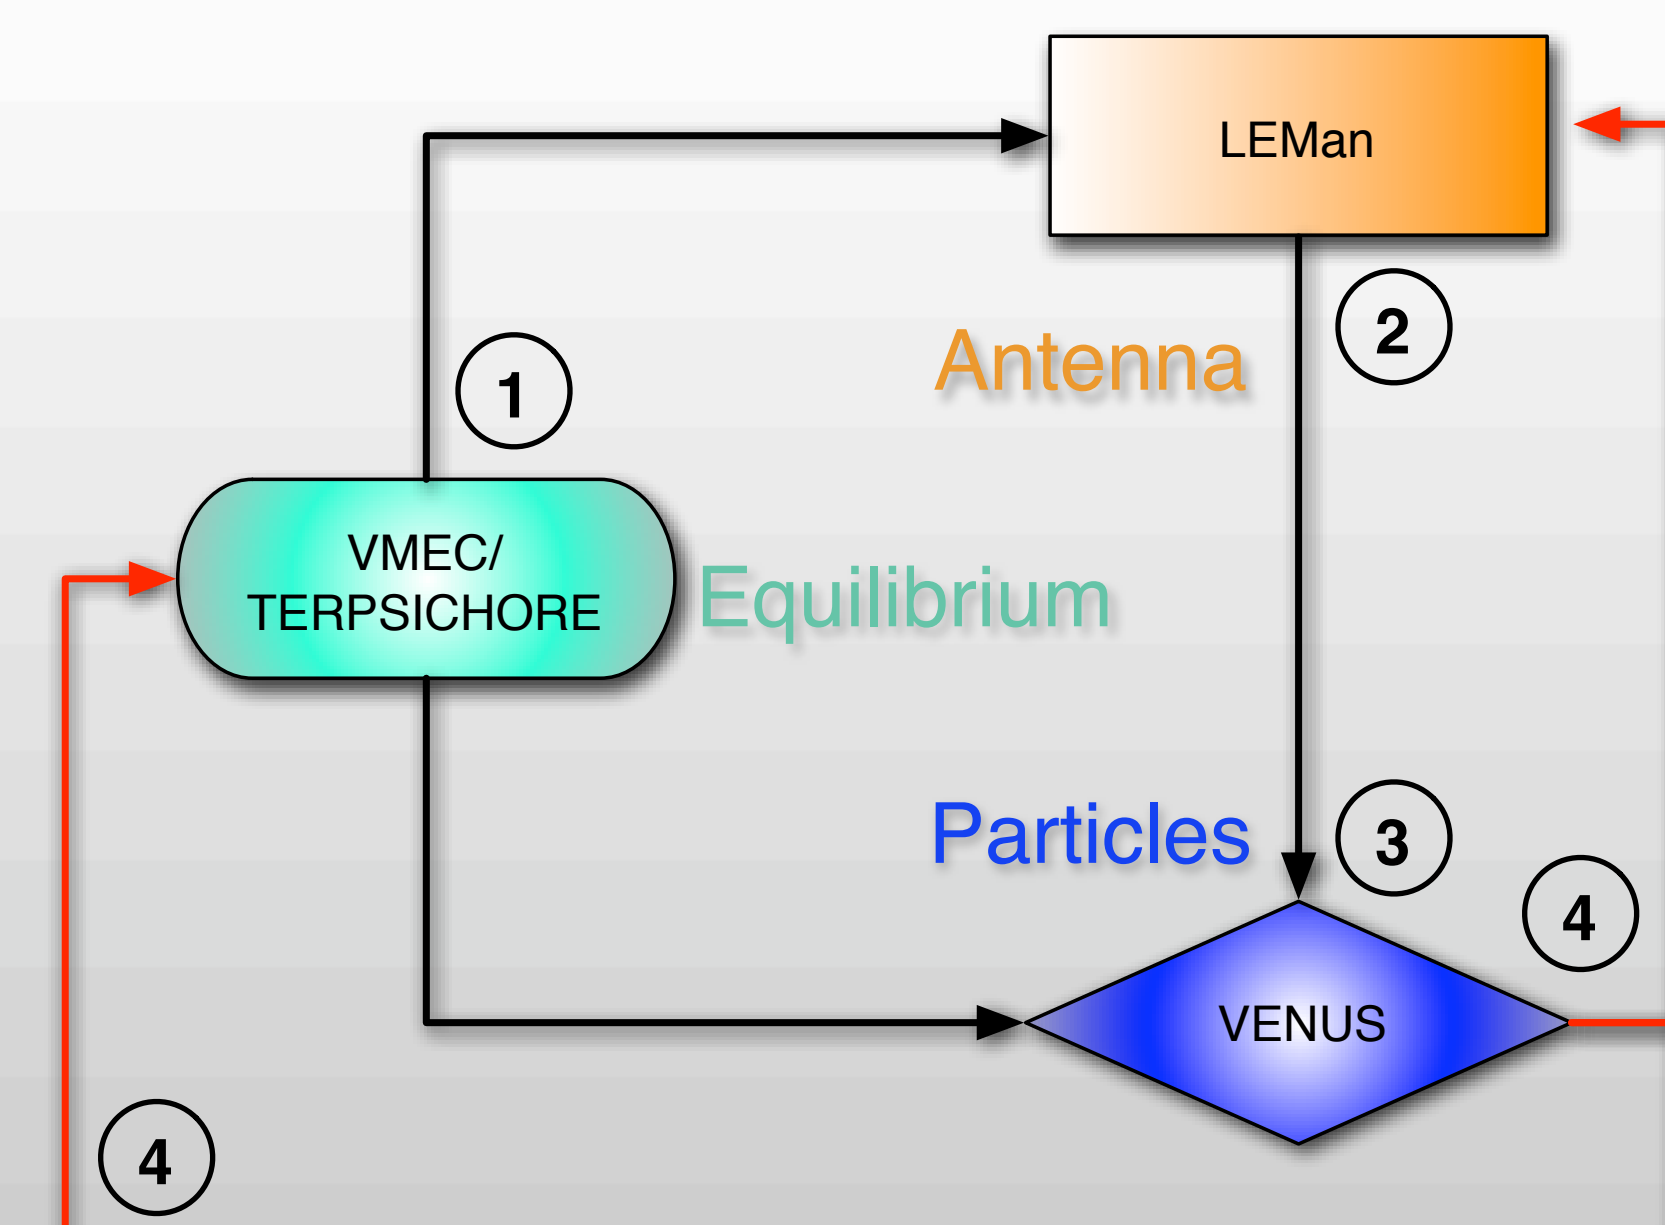 LEMan
2
Antenna
1
VMEC/
TERPSICHORE
Equilibrium
Particles
3
4
VENUS
4